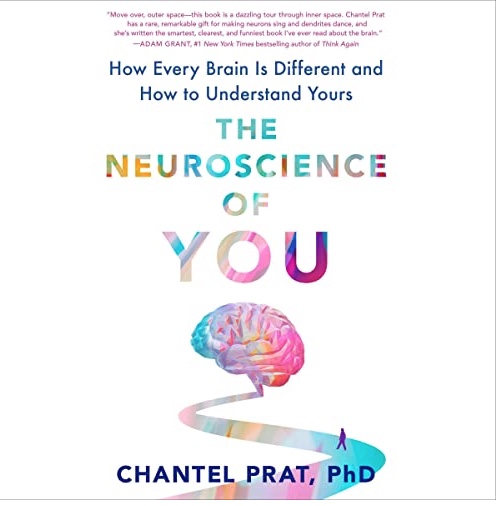 "Move over, outer space—this book is a dazzling tour through inner space. Chantel Prat
has a rare, remarkable gift for making neurons sing and dendrites dance, and
she's written the smartest, clearest, and funniest book I've ever read about the brain."
—ADAM GRANT, #1 New York Times bestselling author of Think Again
How Every Brain Is Different and
How to Understand Yours
THE
NEUROSCIENCE
OF
YOU
CHANTEL PRAT, PhD